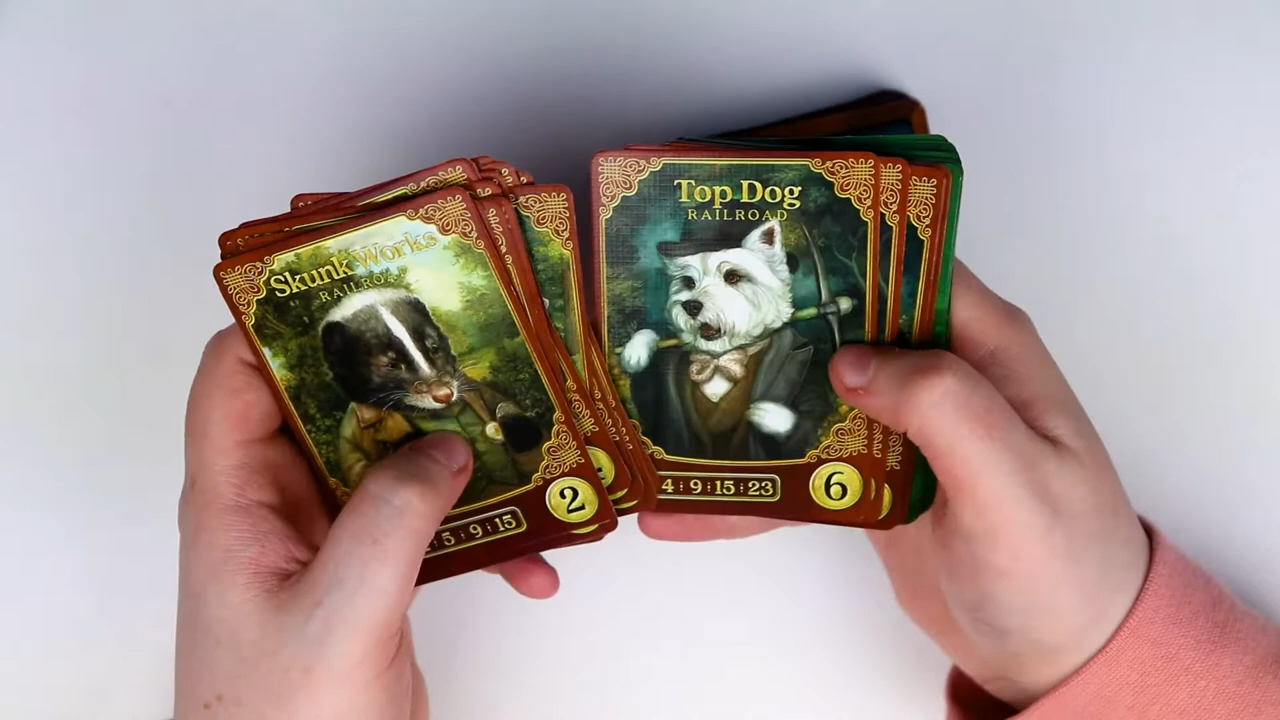 Skunk Works
RAILROAD
5 : 9 : 15
2
Top Dog
RAILROAD
4 : 9 : 15 : 23
6